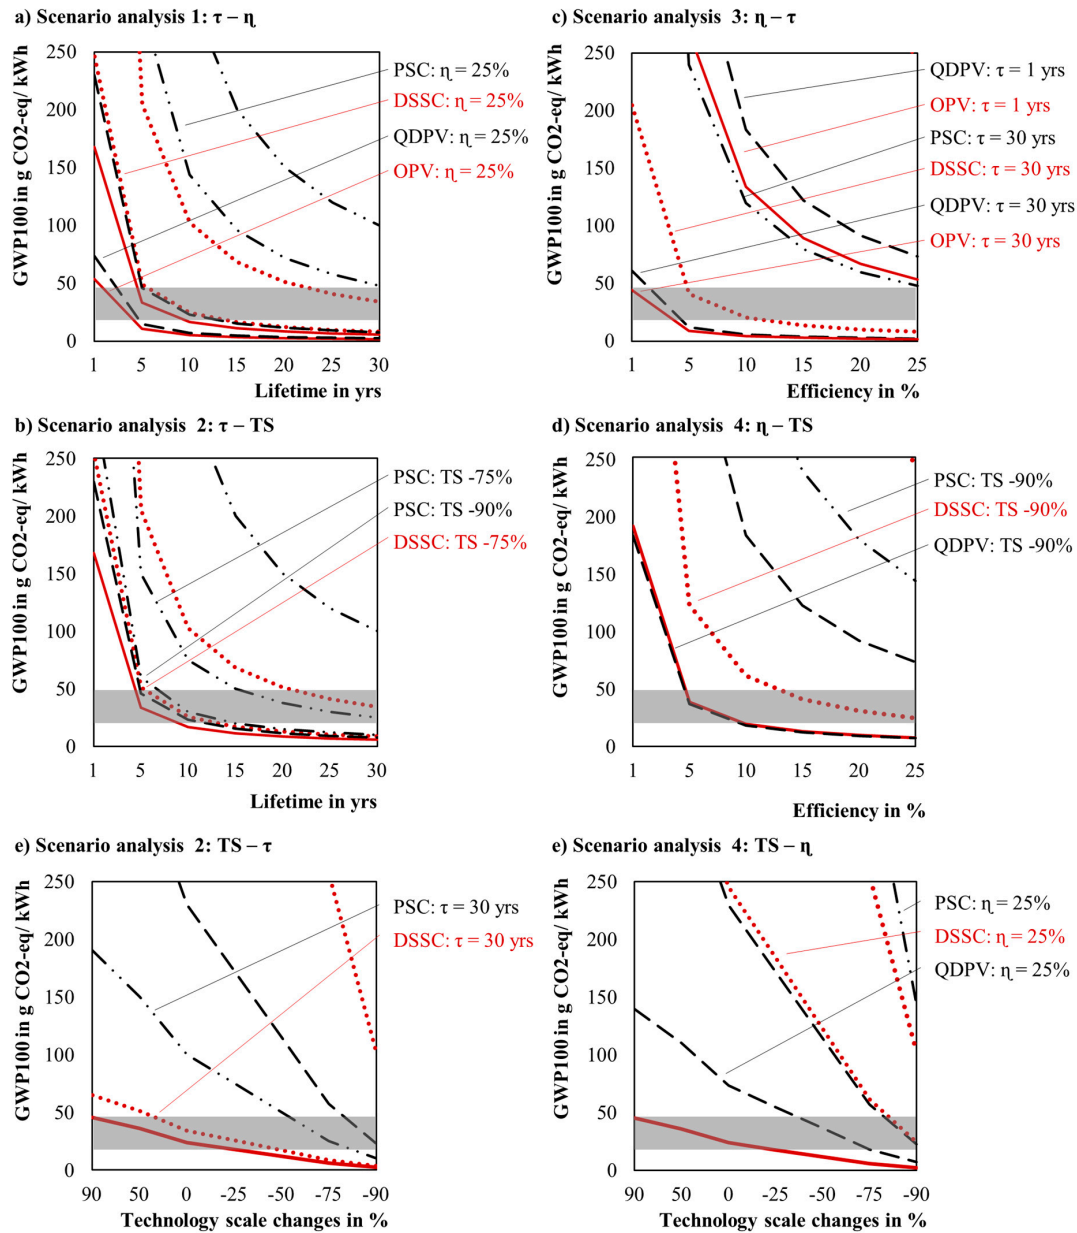 a) Scenario analysis 1: τ – η
GWP100 in g CO2-eq/ kWh
250
200
150
100
50
0
1
5
10
15
20
25
30
Lifetime in yrs
PSC: η = 25%
DSSC: η = 25%
QDPV: η = 25%
OPV: η = 25%
c) Scenario analysis 3: η – τ
GWP100 in g CO2-eq/ kWh
250
200
150
100
50
0
1
5
10
15
20
25
Efficiency in %
QDPV: τ = 1 yrs
OPV: τ = 1 yrs
PSC: τ = 30 yrs
DSSC: τ = 30 yrs
QDPV: τ = 30 yrs
OPV: τ = 30 yrs
b) Scenario analysis 2: τ – TS
GWP100 in g CO2-eq/ kWh
250
200
150
100
50
0
1
5
10
15
20
25
30
Lifetime in yrs
PSC: TS -75%
PSC: TS -90%
DSSC: TS -75%
d) Scenario analysis 4: η – TS
GWP100 in g CO2-eq/ kWh
250
200
150
100
50
0
1
5
10
15
20
25
Efficiency in %
PSC: TS -90%
DSSC: TS -90%
QDPV: TS -90%
e) Scenario analysis 2: TS – τ
GWP100 in g CO2-eq/ kWh
250
200
150
100
50
0
90
50
0
-25
-50
-75
-90
Technology scale changes in %
PSC: τ = 30 yrs
DSSC: τ = 30 yrs
e) Scenario analysis 4: TS – η
GWP100 in g CO2-eq/ kWh
250
200
150
100
50
0
90
50
0
-25
-50
-75
-90
Technology scale changes in %
PSC: η = 25%
DSSC: η = 25%
QDPV: η = 25%